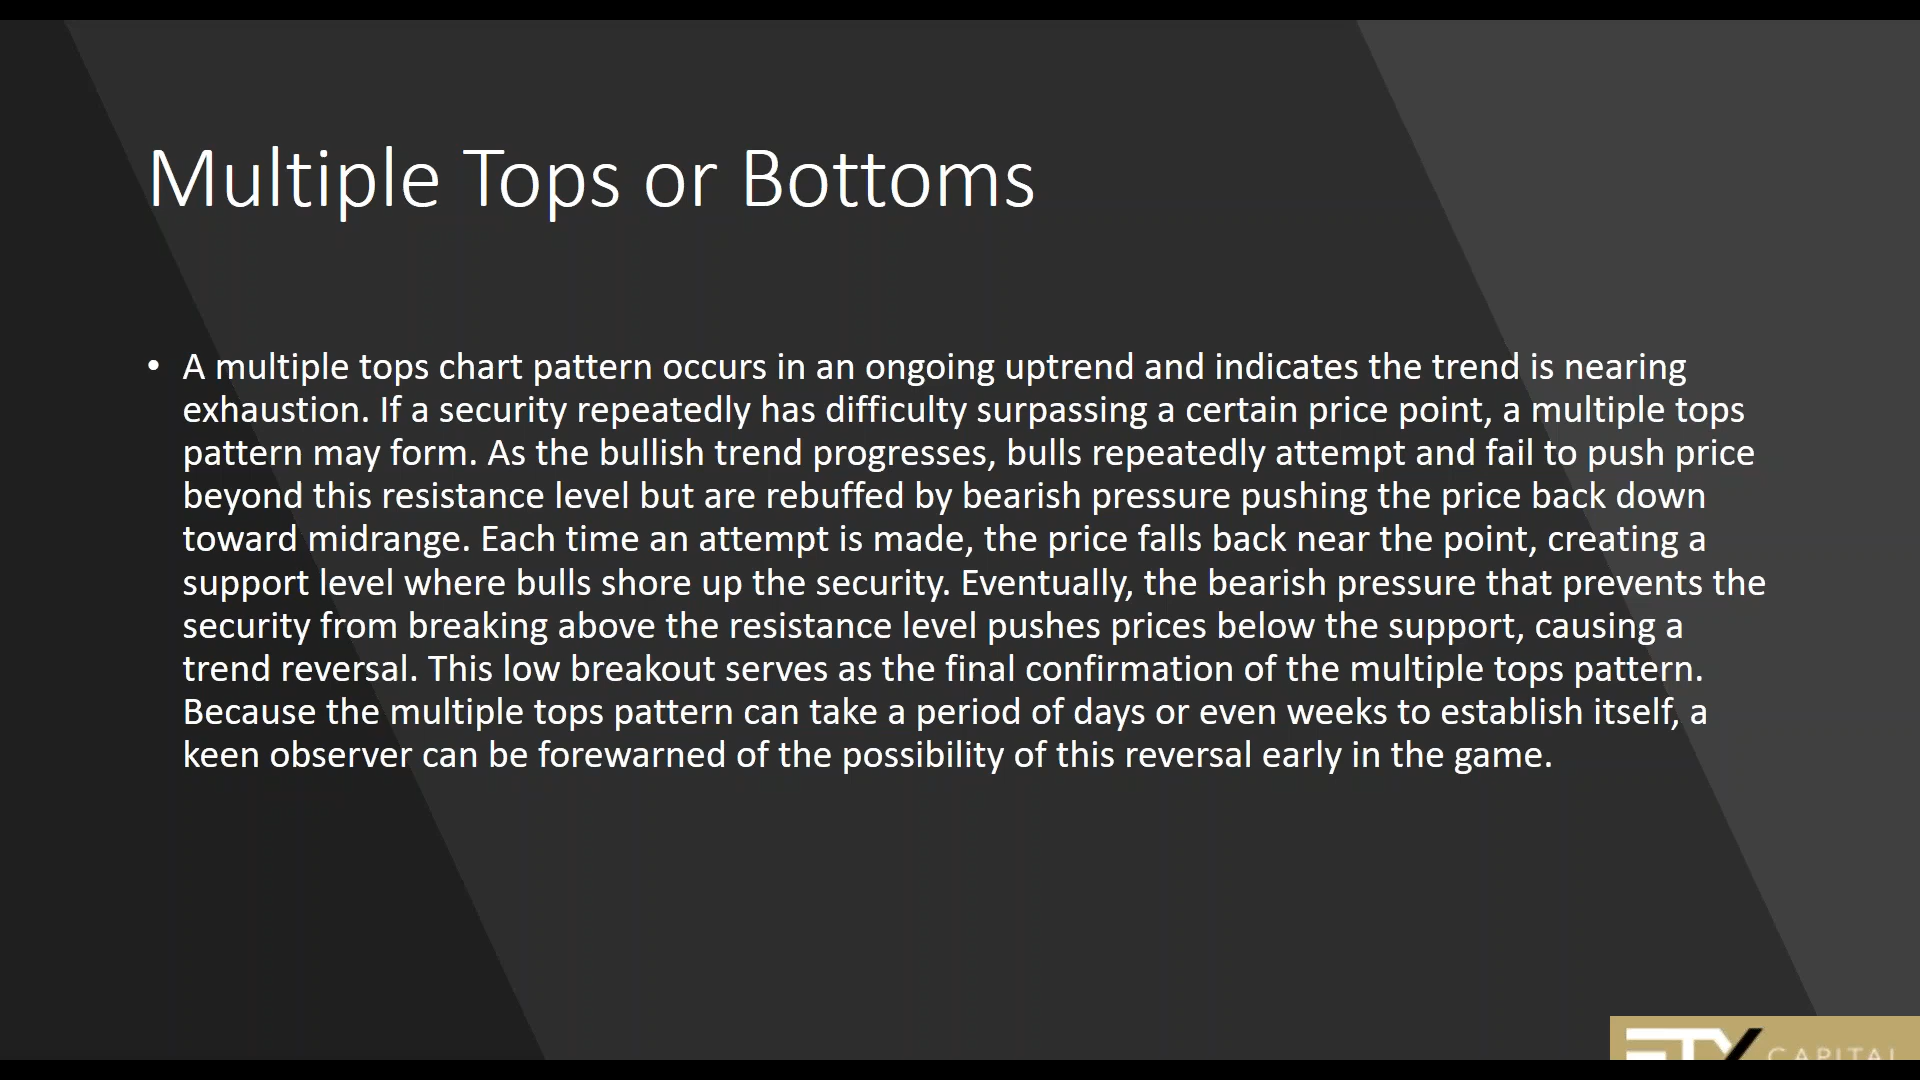 Multiple Tops or Bottoms
• A multiple tops chart pattern occurs in an ongoing uptrend and indicates the trend is nearing
exhaustion. If a security repeatedly has difficulty surpassing a certain price point, a multiple tops
pattern may form. As the bullish trend progresses, bulls repeatedly attempt and fail to push price
beyond this resistance level but are rebuffed by bearish pressure pushing the price back down
toward midrange. Each time an attempt is made, the price falls back near the point, creating a
support level where bulls shore up the security. Eventually, the bearish pressure that prevents the
security from breaking above the resistance level pushes prices below the support, causing a
trend reversal. This low breakout serves as the final confirmation of the multiple tops pattern.
Because the multiple tops pattern can take a period of days or even weeks to establish itself, a
keen observer can be forewarned of the possibility of this reversal early in the game.
CAPITAL